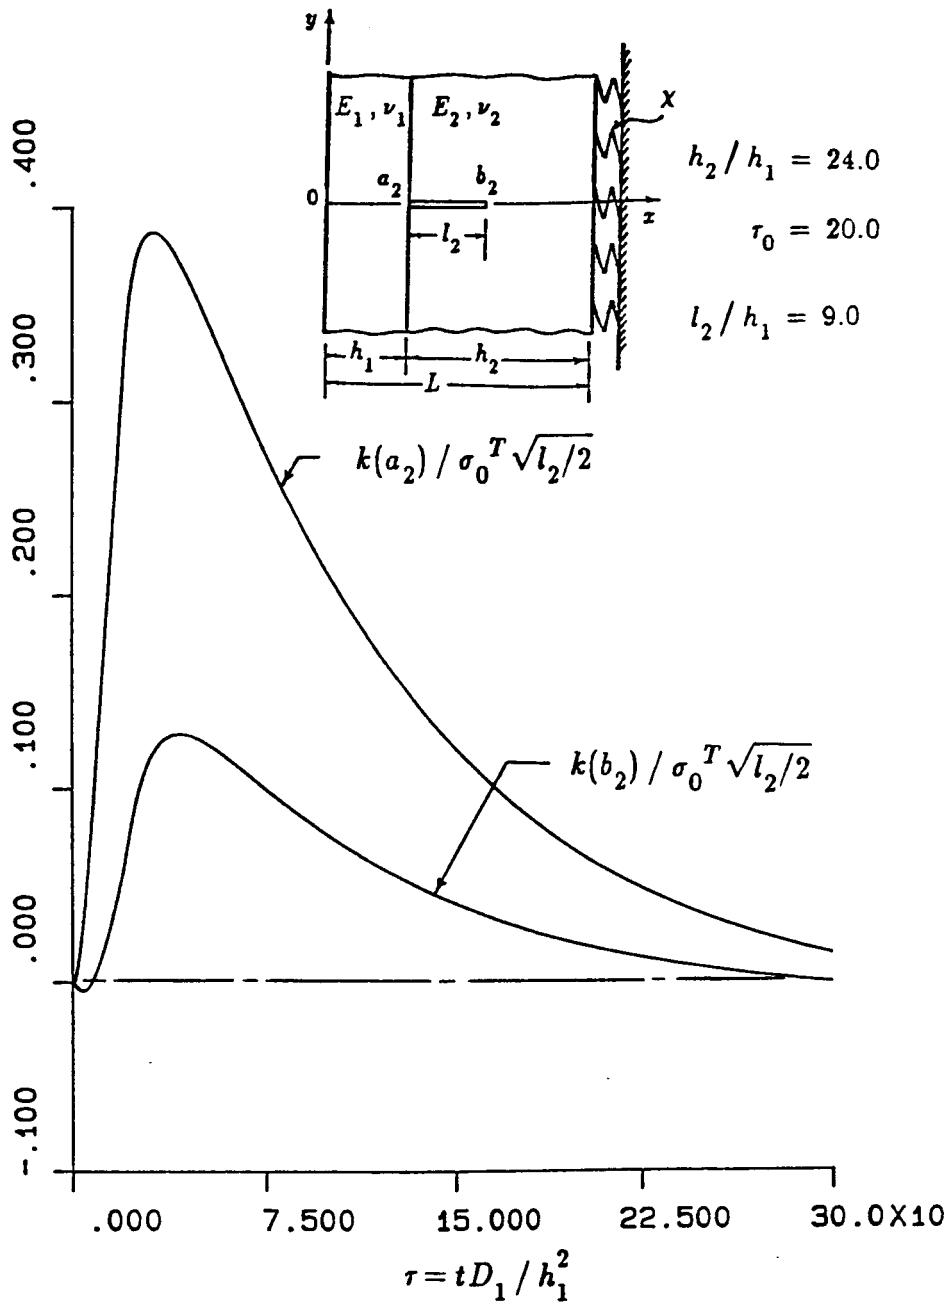 y
E₁, ν₁
E₂, ν₂
χ
a₂
b₂
0
x
l₂
h₁
h₂
L
h₂ / h₁ = 24.0
τ₀ = 20.0
l₂ / h₁ = 9.0
.400
.300
.200
.100
.000
-.100
k(a₂) / σ₀ᵀ √l₂/2
k(b₂) / σ₀ᵀ √l₂/2
.000 7.500 15.000 22.500 30.0X10
τ = tD₁ / h₁²